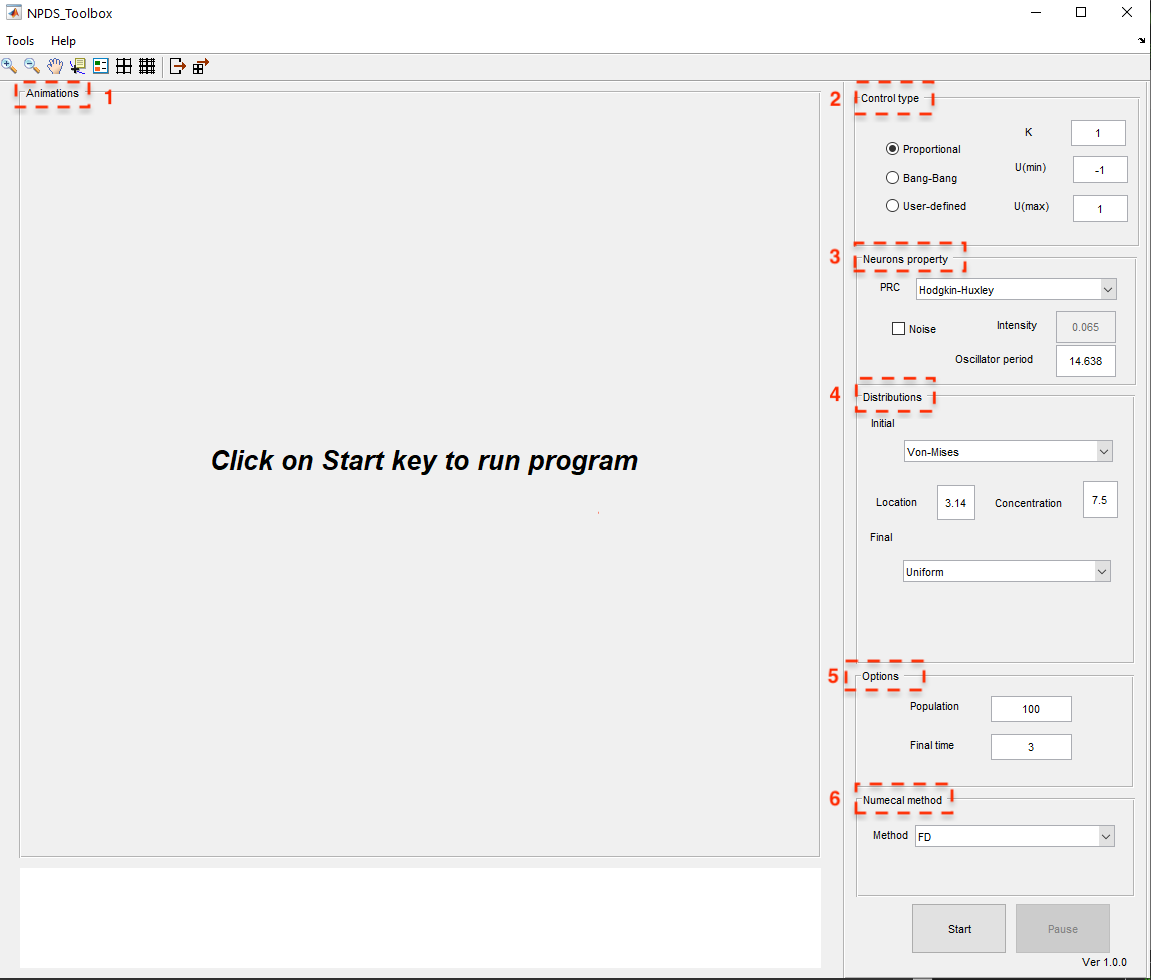 NPDS_Toolbox
Tools Help
Animations 1
Click on Start key to run program
2 Control type
Proportional
Bang-Bang
User-defined
K 1
U(min) -1
U(max) 1
3 Neurons property
PRC Hodgkin-Huxley
Noise Intensity 0.065
Oscillator period 14.638
4 Distributions
Initial
Von-Mises
Location 3.14 Concentration 7.5
Final
Uniform
5 Options
Population 100
Final time 3
6 Numecal method
Method FD
Start Pause
Ver 1.0.0